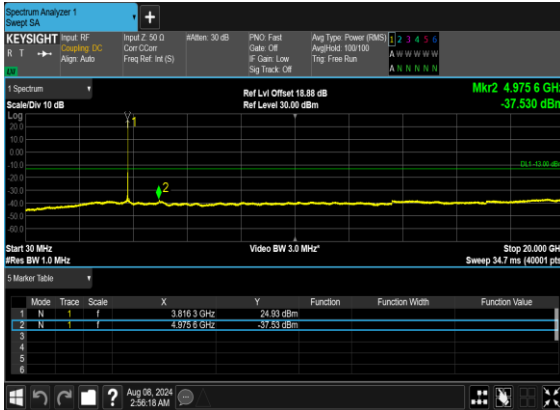 Spectrum Analyzer 1
Swept SA
+
KEYSIGHT Input: RF Input Z: 50 Ω #Atten: 30 dB PNO: Fast Avg Type: Power (RMS) 1 2 3 4 5 6
R T Coupling: DC Corr CCorr Gate: Off Avg|Hold: 100/100 A W W W W W
Align: Auto Freq Ref: Int (S) IF Gain: Low Trig: Free Run
Sig Track: Off A N N N N N
1 Spectrum Ref Lvl Offset 18.88 dB Mkr2 4.975 6 GHz
Scale/Div 10 dB Ref Level 30.00 dBm -37.530 dBm
Log
20.0
10.0
0.00
-10.0
DL1 -13.00 dBm
-20.0
-30.0
-40.0
-50.0
-60.0
1
2
Start 30 MHz Video BW 3.0 MHz* Stop 20.000 GHz
#Res BW 1.0 MHz Sweep 34.7 ms (40001 pts)
5 Marker Table
Mode Trace Scale X Y Function Function Width Function Value
1 N 1 f 3.816 3 GHz 24.93 dBm
2 N 1 f 4.975 6 GHz -37.53 dBm
3
4
5
6
? Aug 08, 2024
2:56:18 AM